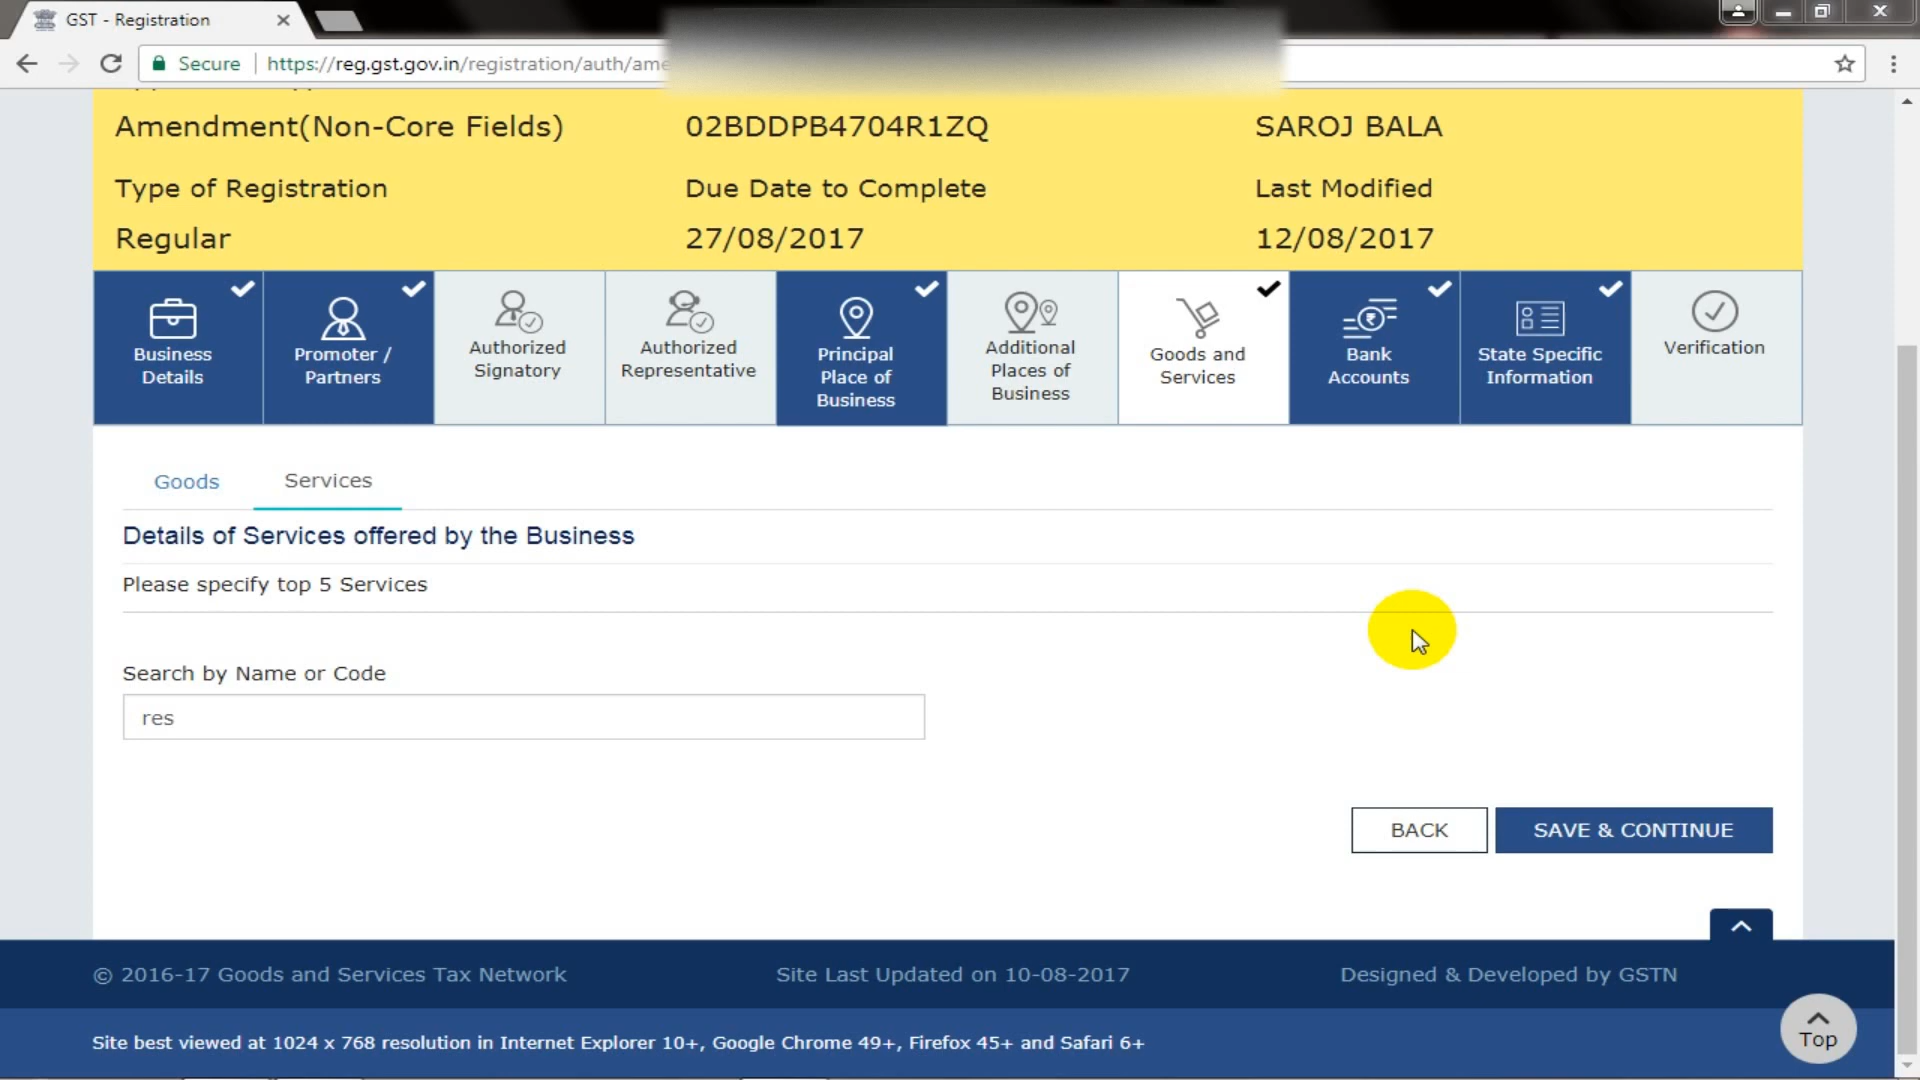 GST - Registration
Secure
https://reg.gst.gov.in/registration/auth/ame
Amendment(Non-Core Fields)
02BDDPB4704R1ZQ
SAROJ BALA
Type of Registration
Due Date to Complete
Last Modified
Regular
27/08/2017
12/08/2017
Business
Details
Promoter /
Partners
Authorized
Signatory
Authorized
Representative
Principal
Place of
Business
Additional
Places of
Business
Goods and
Services
Bank
Accounts
State Specific
Information
Verification
Goods
Services
Details of Services offered by the Business
Please specify top 5 Services
Search by Name or Code
res
BACK
SAVE & CONTINUE
© 2016-17 Goods and Services Tax Network
Site Last Updated on 10-08-2017
Designed & Developed by GSTN
Site best viewed at 1024 x 768 resolution in Internet Explorer 10+, Google Chrome 49+, Firefox 45+ and Safari 6+
Top